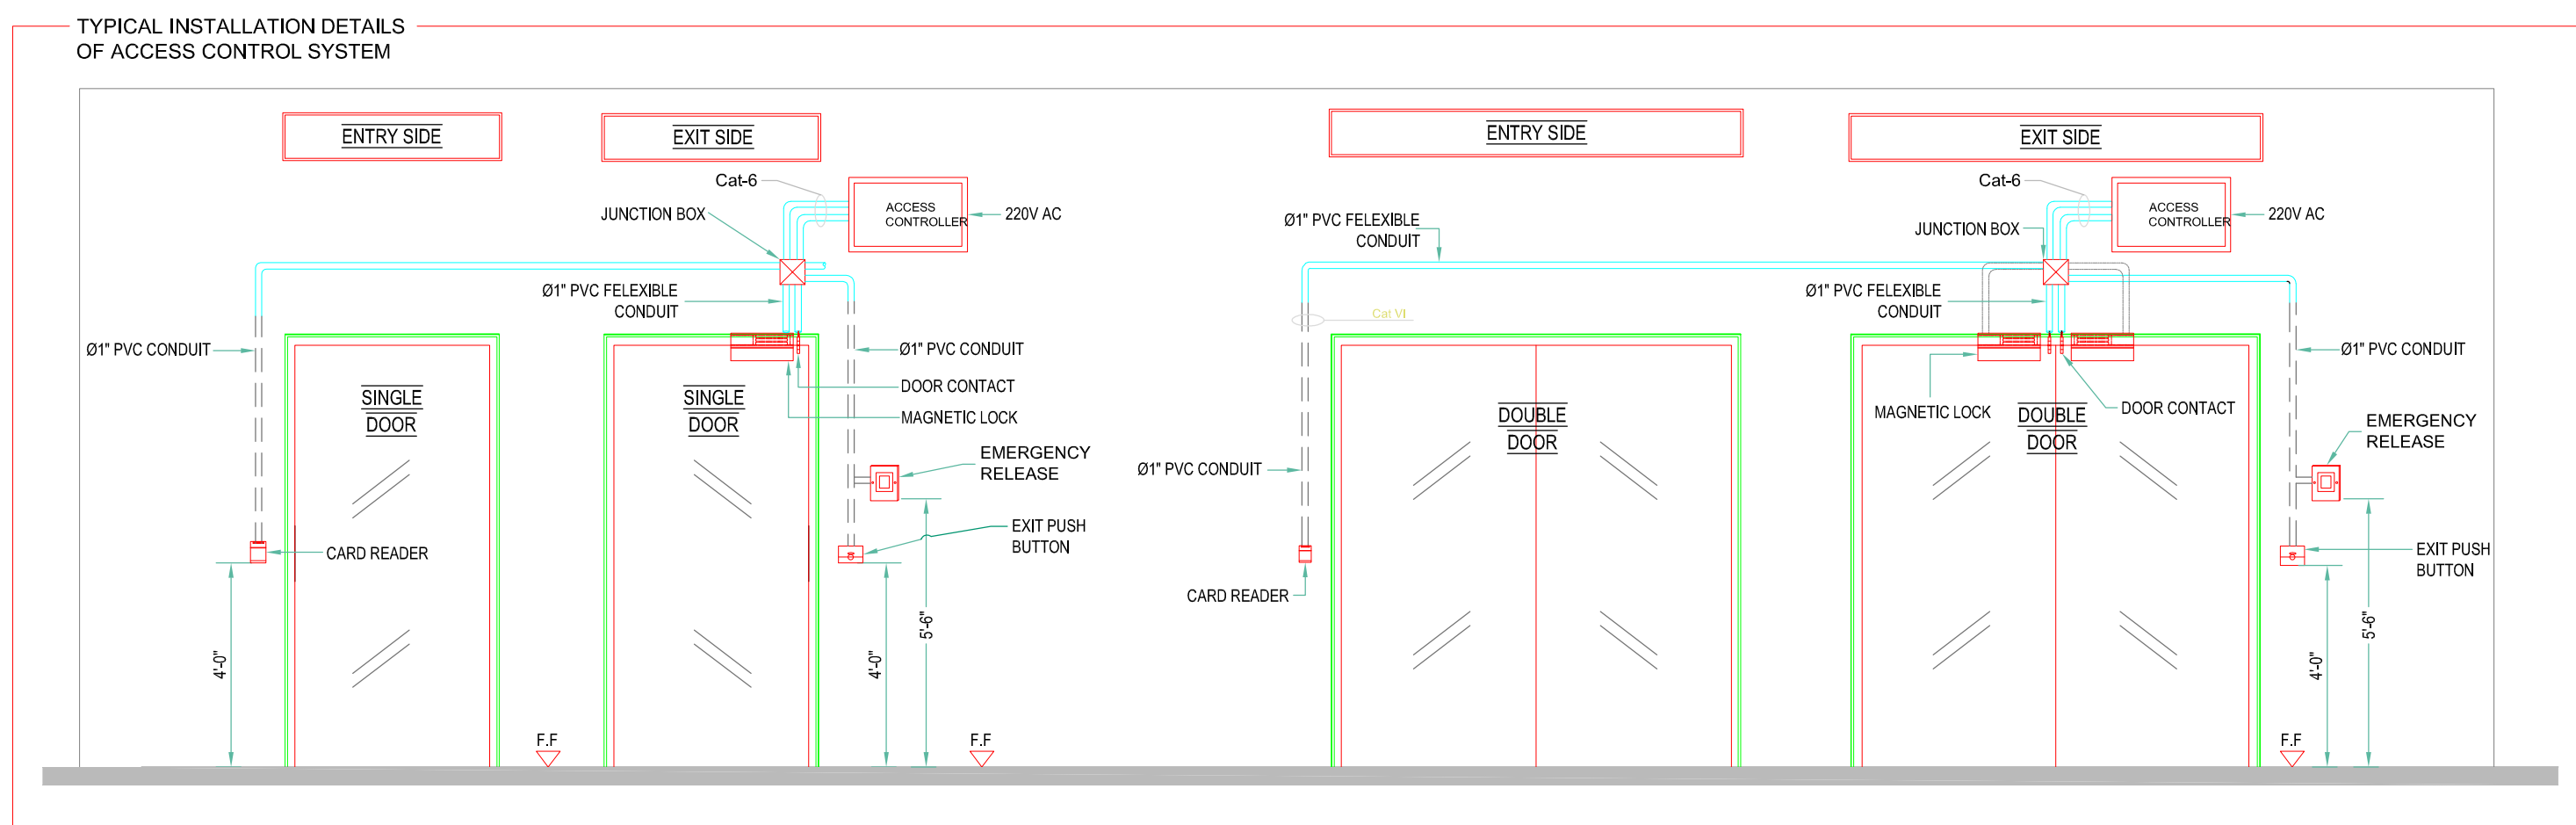 TYPICAL INSTALLATION DETAILS
OF ACCESS CONTROL SYSTEM
ENTRY SIDE
EXIT SIDE
Cat-6
JUNCTION BOX
ACCESS
CONTROLLER
220V AC
Ø1" PVC FELEXIBLE
CONDUIT
Ø1" PVC CONDUIT
Ø1" PVC CONDUIT
DOOR CONTACT
MAGNETIC LOCK
SINGLE
DOOR
SINGLE
DOOR
EMERGENCY
RELEASE
EXIT PUSH
BUTTON
CARD READER
4'-0"
4'-0"
5'-6"
F.F
F.F
ENTRY SIDE
EXIT SIDE
Cat-6
Ø1" PVC FELEXIBLE
CONDUIT
JUNCTION BOX
ACCESS
CONTROLLER
220V AC
Ø1" PVC FELEXIBLE
CONDUIT
Cat VI
Ø1" PVC CONDUIT
MAGNETIC LOCK
DOOR CONTACT
DOUBLE
DOOR
DOUBLE
DOOR
EMERGENCY
RELEASE
Ø1" PVC CONDUIT
EXIT PUSH
BUTTON
CARD READER
4'-0"
5'-6"
F.F